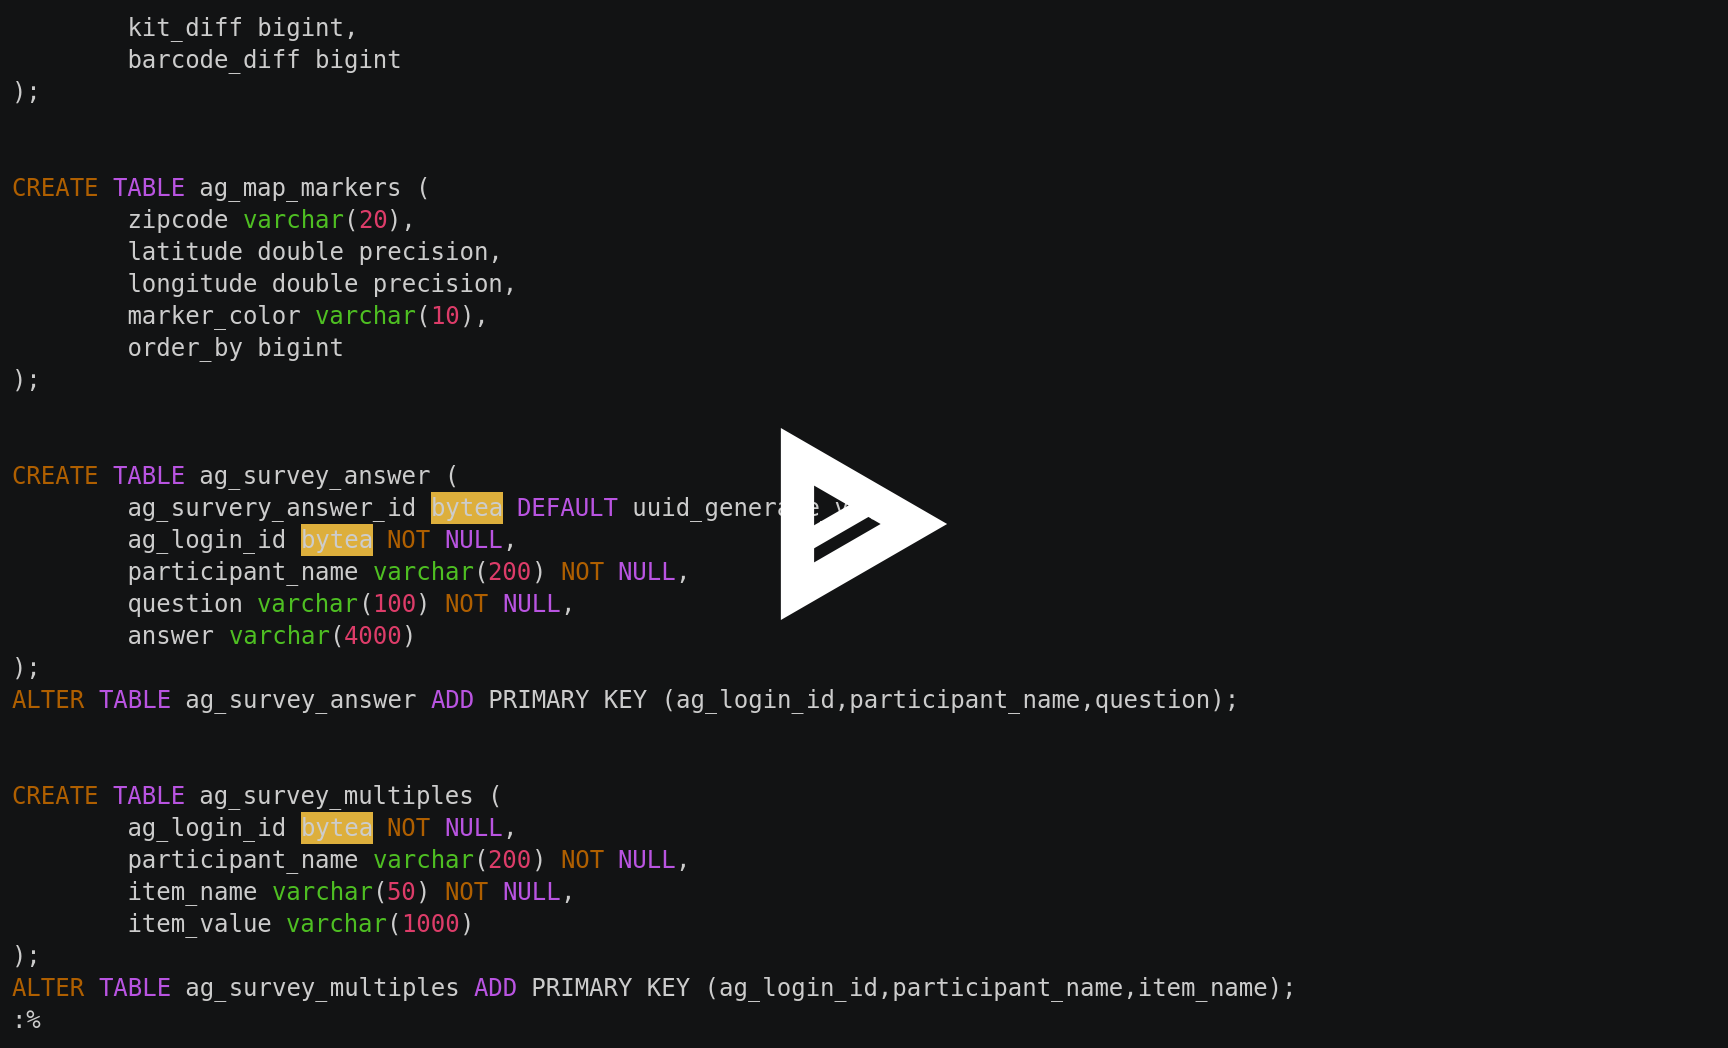 kit_diff bigint,
barcode_diff bigint
);
CREATE TABLE ag_map_markers (
zipcode varchar(20),
latitude double precision,
longitude double precision,
marker_color varchar(10),
order_by bigint
);
CREATE TABLE ag_survey_answer (
ag_survery_answer_id bytea DEFAULT
ag_login_id bytea NOT NULL,
participant_name varchar(200) NOT NULL,
question varchar(100) NOT NULL,
answer varchar(4000)
);
ALTER TABLE ag_survey_answer ADD PRIMARY KEY (ag_login_id,participant_name,question);
CREATE TABLE ag_survey_multiples (
ag_login_id bytea NOT NULL,
participant_name varchar(200) NOT NULL,
item_name varchar(50) NOT NULL,
item_value varchar(1000)
);
ALTER TABLE ag_survey_multiples ADD PRIMARY KEY (ag_login_id,participant_name,item_name);
:%